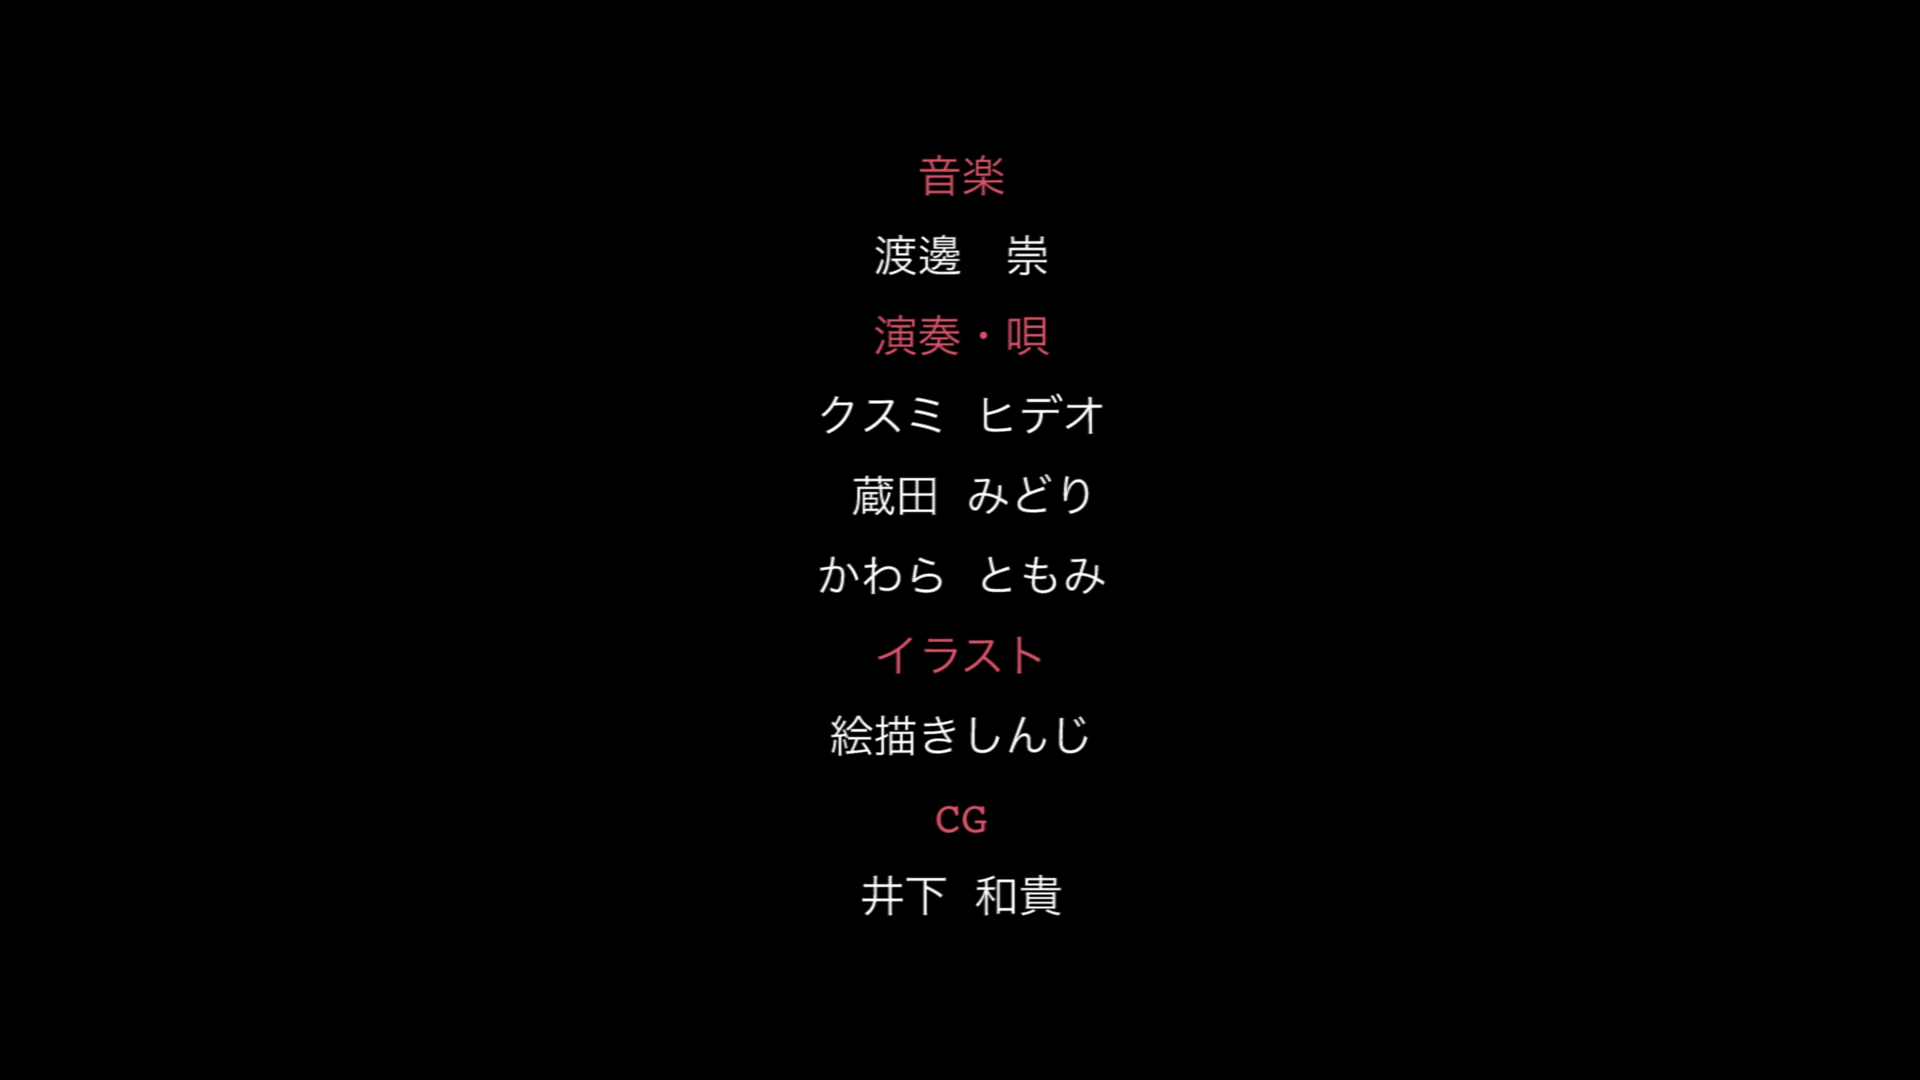 音楽
渡邊　崇
演奏・唄
クスミ ヒデオ
蔵田 みどり
かわら ともみ
イラスト
絵描きしんじ
CG
井下 和貴